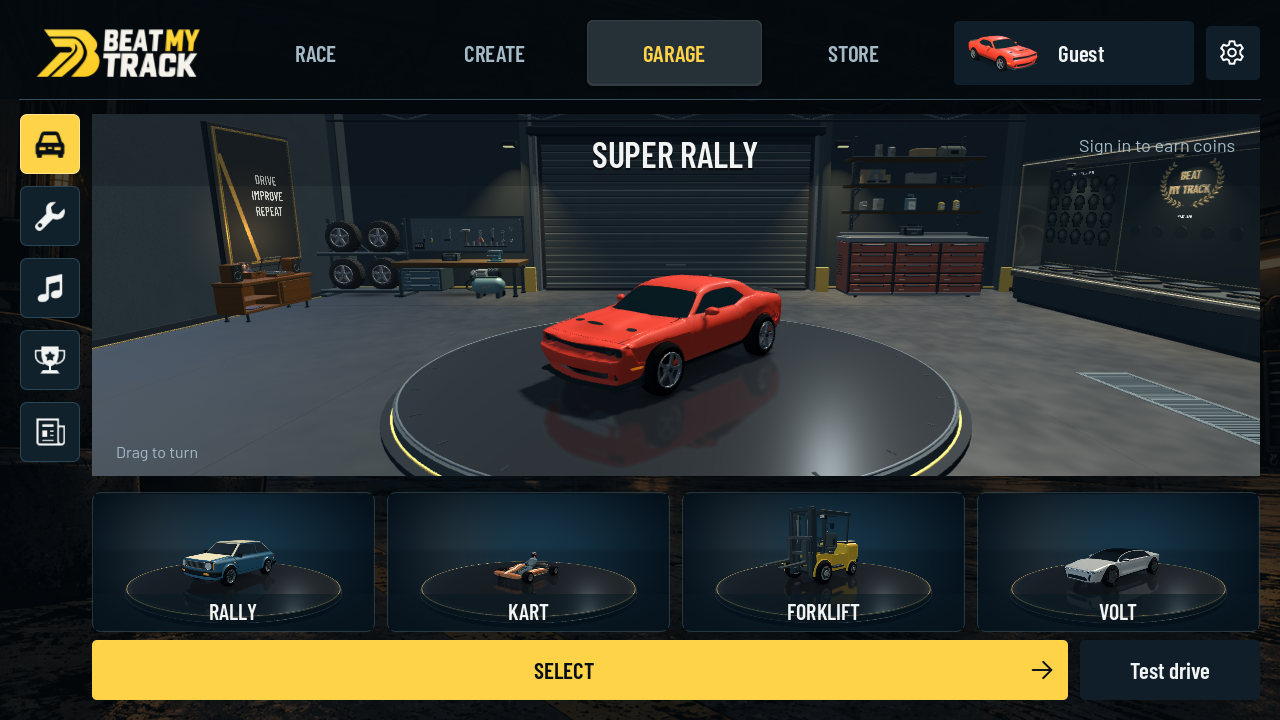 BEAT MY
TRACK
RACE
CREATE
GARAGE
STORE
Guest
SUPER RALLY
Sign in to earn coins
DRIVE
IMPROVE
REPEAT
BEAT
MY TRACK
Drag to turn
RALLY
KART
FORKLIFT
VOLT
SELECT
Test drive